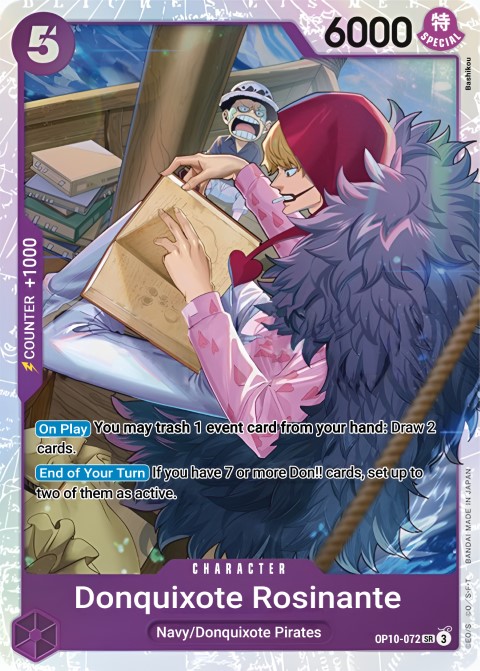 5
6000
特
SPECIAL
Bashikou
COUNTER +1000
On Play You may trash 1 event card from your hand: Draw 2
cards.
End of Your Turn If you have 7 or more Don!! cards, set up to
two of them as active.
CHARACTER
Donquixote Rosinante
Navy/Donquixote Pirates
OP10-072 SR 3
©E.O/S. ©O/S.F-T BANDAI MADE IN JAPAN